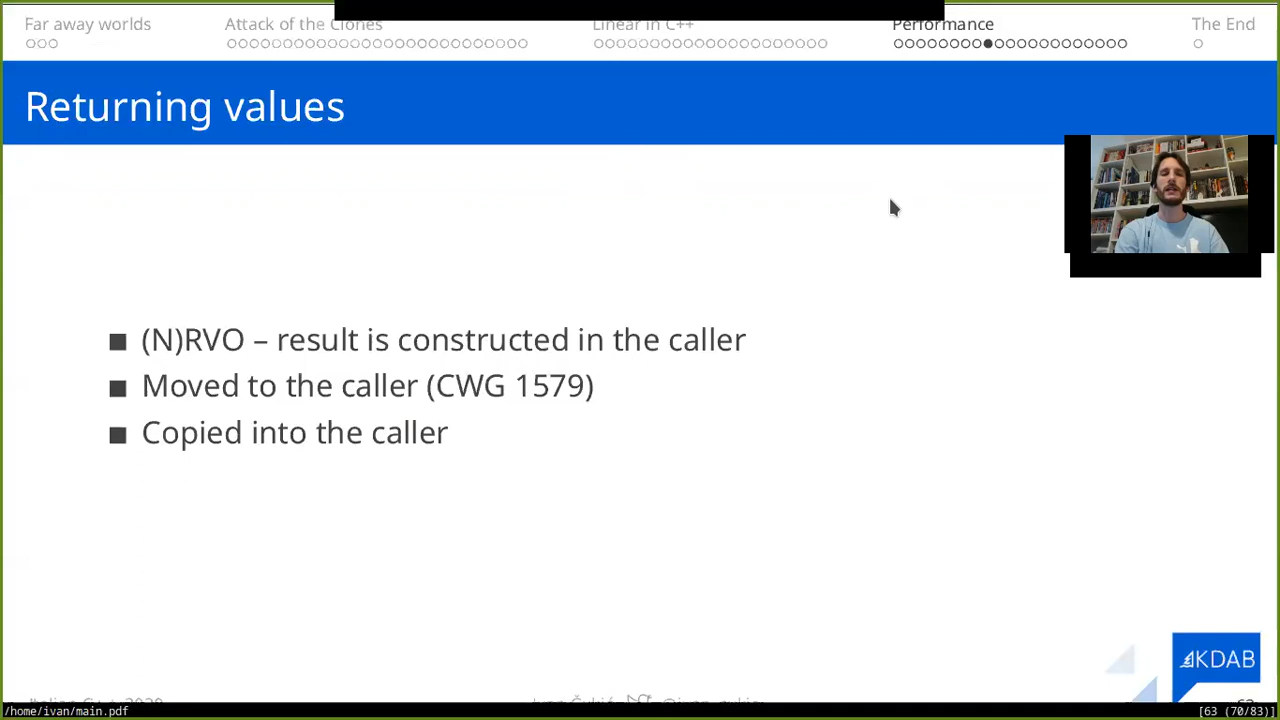 Far away worlds
Attack of the Clones
Linear in C++
Performance
The End
Returning values
■ (N)RVO – result is constructed in the caller
■ Moved to the caller (CWG 1579)
■ Copied into the caller
KDAB
/home/ivan/main.pdf
[63 (70/83)]